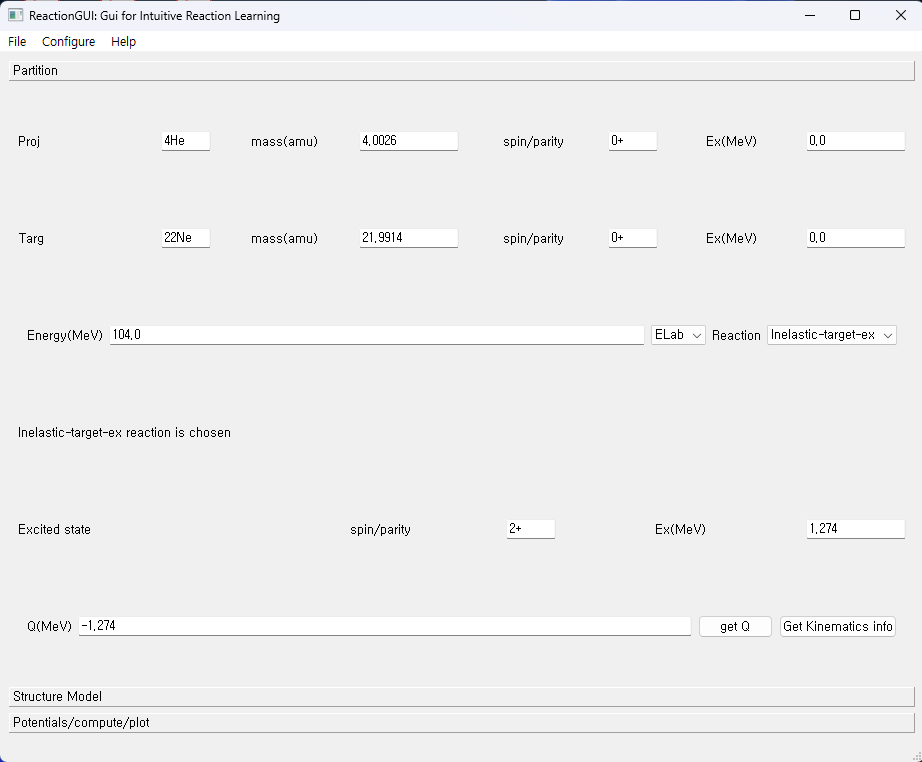 ReactionGUI: Gui for Intuitive Reaction Learning
File Configure Help
Partition
Proj 4He mass(amu) 4,0026 spin/parity 0+ Ex(MeV) 0,0
Targ 22Ne mass(amu) 21,9914 spin/parity 0+ Ex(MeV) 0,0
Energy(MeV) 104,0 ELab Reaction Inelastic-target-ex
Inelastic-target-ex reaction is chosen
Excited state spin/parity 2+ Ex(MeV) 1,274
Q(MeV) -1,274 get Q Get Kinematics info
Structure Model
Potentials/compute/plot